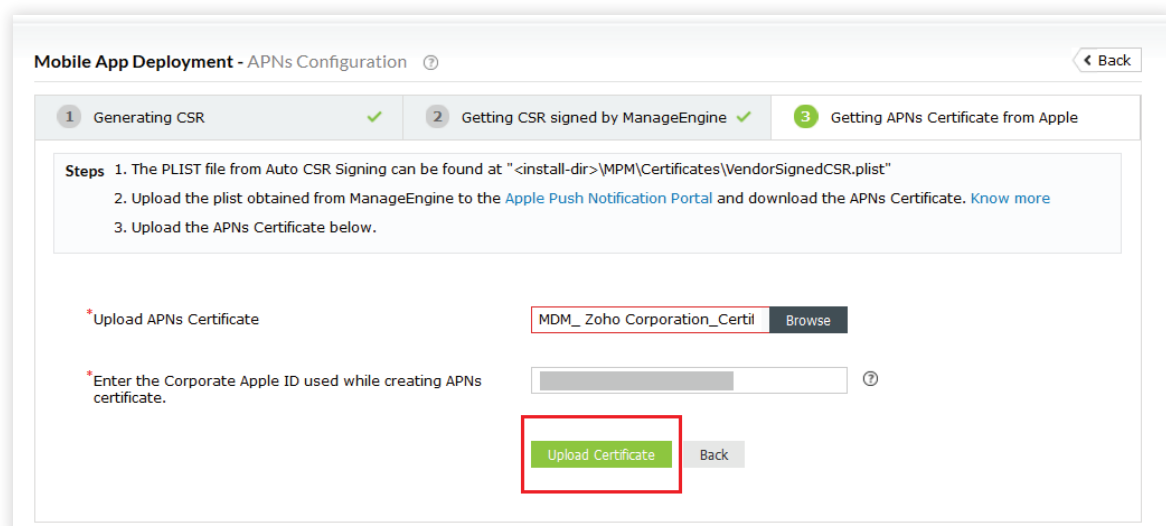 Mobile App Deployment - APNs Configuration ?
Back
1 Generating CSR
2 Getting CSR signed by ManageEngine
3 Getting APNs Certificate from Apple
Steps 1. The PLIST file from Auto CSR Signing can be found at "<install-dir>\MPM\Certificates\VendorSignedCSR.plist"
2. Upload the plist obtained from ManageEngine to the Apple Push Notification Portal and download the APNs Certificate. Know more
3. Upload the APNs Certificate below.
*Upload APNs Certificate
MDM_ Zoho Corporation_Certif
Browse
*Enter the Corporate Apple ID used while creating APNs
certificate.
?
Upload Certificate
Back